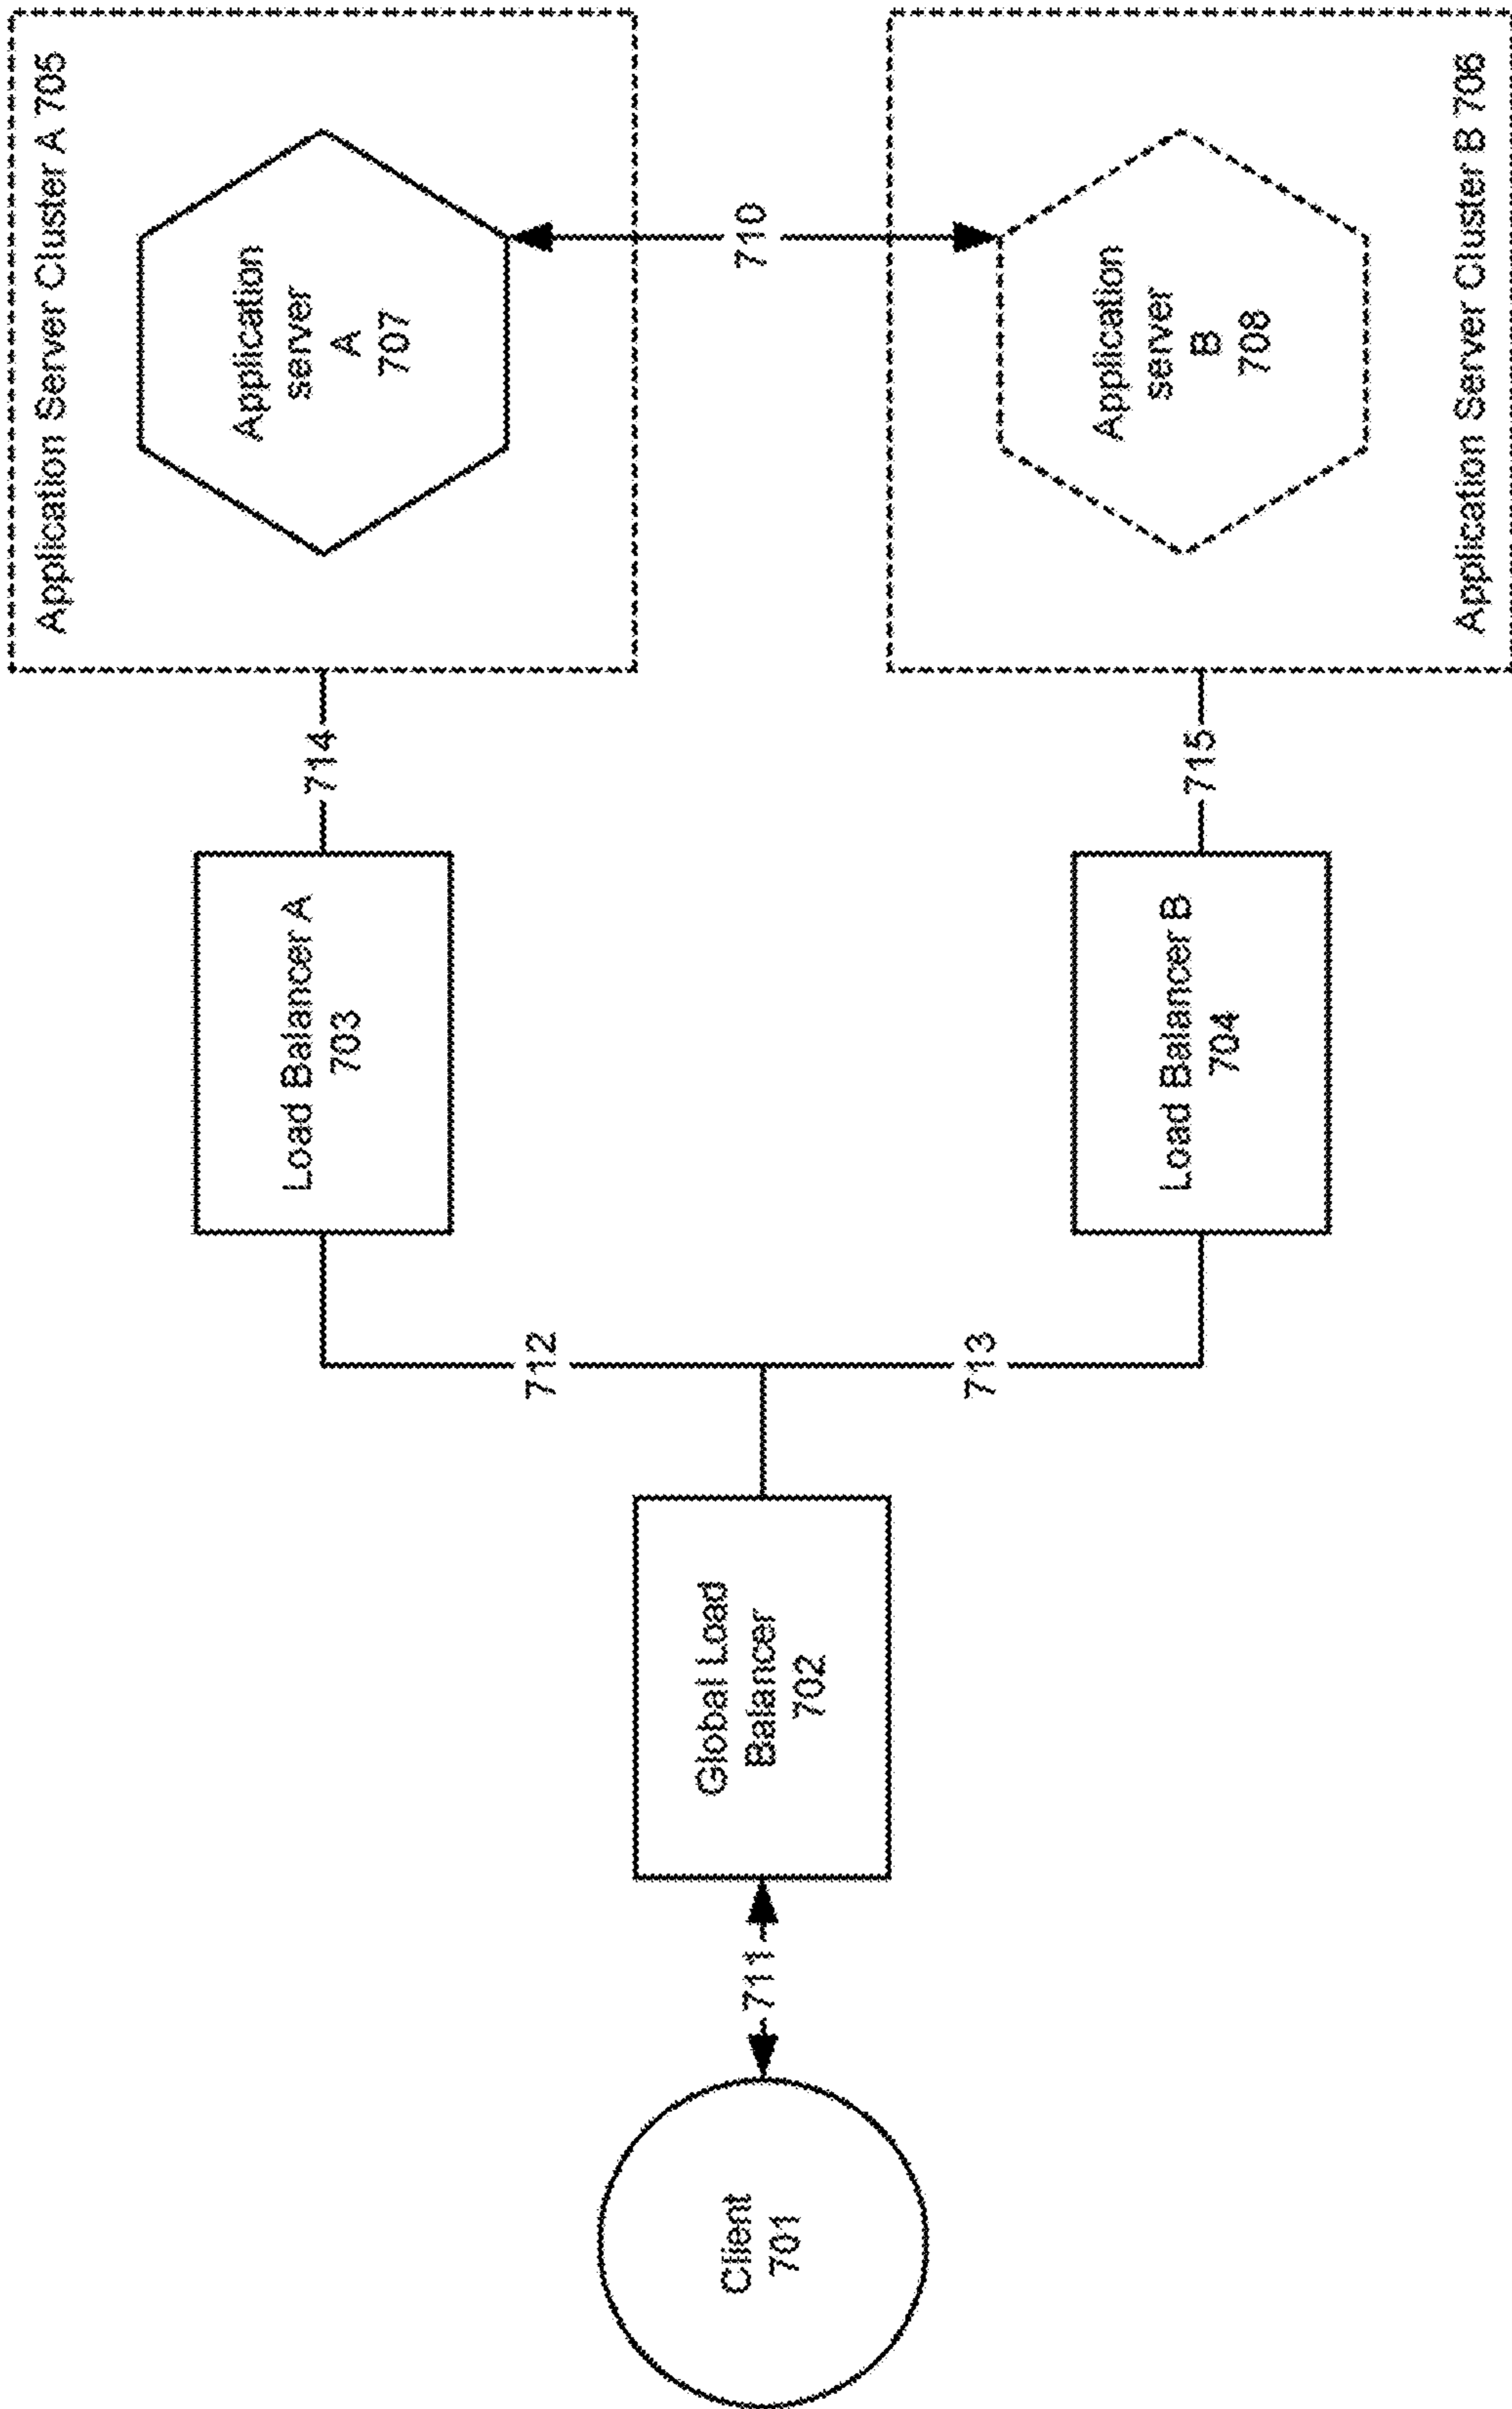 Application Server Cluster A 705
Application
server
A
707
710
Application
server
B
708
Application Server Cluster B 706
714
715
Load Balancer A
703
Load Balancer B
704
712
713
Global Load
Balancer
702
711
Client
701